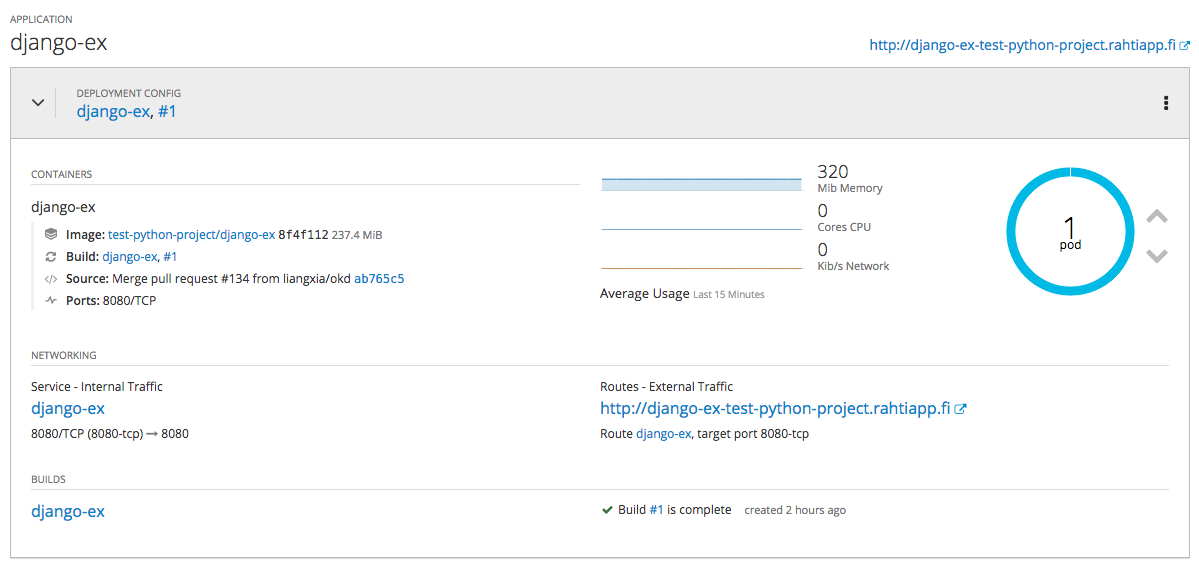 APPLICATION
django-ex
http://django-ex-test-python-project.rahtiapp.fi
DEPLOYMENT CONFIG
django-ex, #1
CONTAINERS
django-ex
Image: test-python-project/django-ex 8f4f112 237.4 MiB
Build: django-ex, #1
Source: Merge pull request #134 from liangxia/okd ab765c5
Ports: 8080/TCP
320
Mib Memory
0
Cores CPU
0
Kib/s Network
Average Usage Last 15 Minutes
1
pod
NETWORKING
Service - Internal Traffic
django-ex
8080/TCP (8080-tcp) → 8080
Routes - External Traffic
http://django-ex-test-python-project.rahtiapp.fi
Route django-ex, target port 8080-tcp
BUILDS
django-ex
Build #1 is complete created 2 hours ago